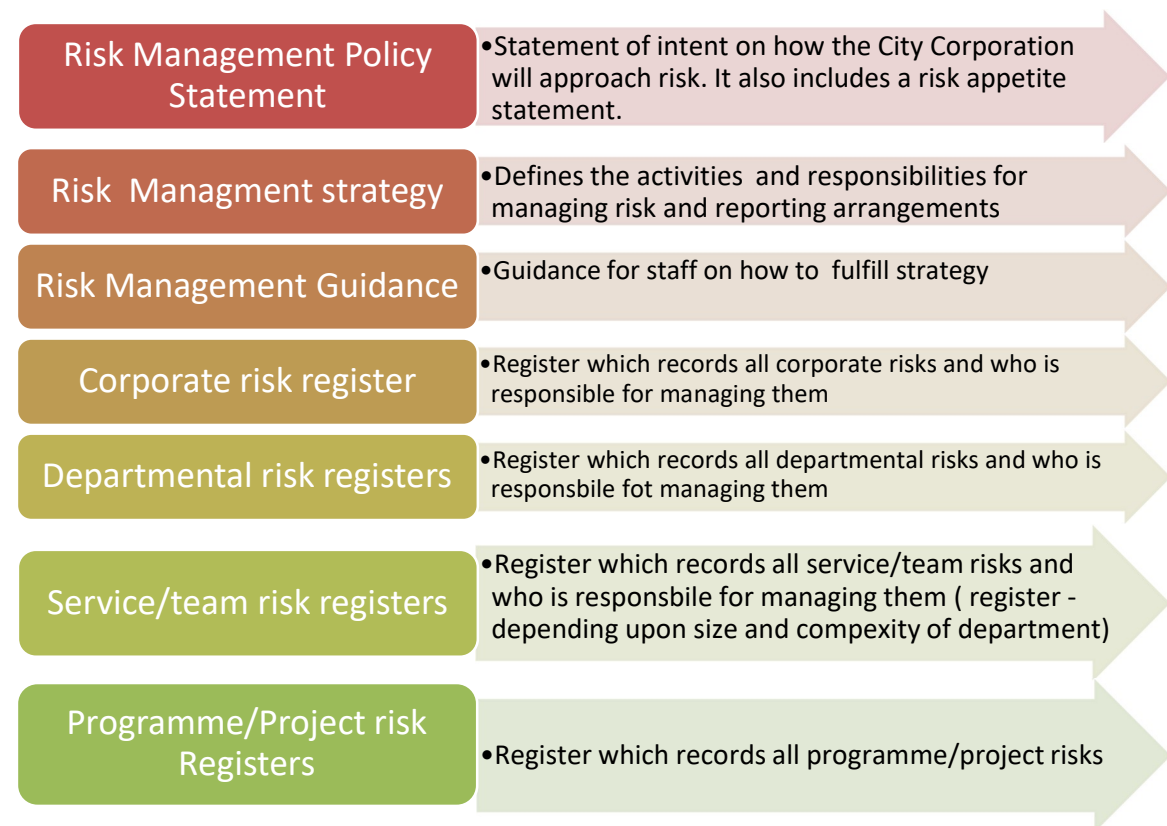 Risk Management Policy
Statement
•Statement of intent on how the City Corporation
will approach risk. It also includes a risk appetite
statement.
Risk  Managment strategy
•Defines the activities  and responsibilities for
managing risk and reporting arrangements
Risk Management Guidance
•Guidance for staff on how to  fulfill strategy
Corporate risk register
•Register which records all corporate risks and who is
responsible for managing them
Departmental risk registers
•Register which records all departmental risks and who is
responsbile fot managing them
Service/team risk registers
•Register which records all service/team risks and
who is responsbile for managing them ( register -
depending upon size and compexity of department)
Programme/Project risk
Registers
•Register which records all programme/project risks